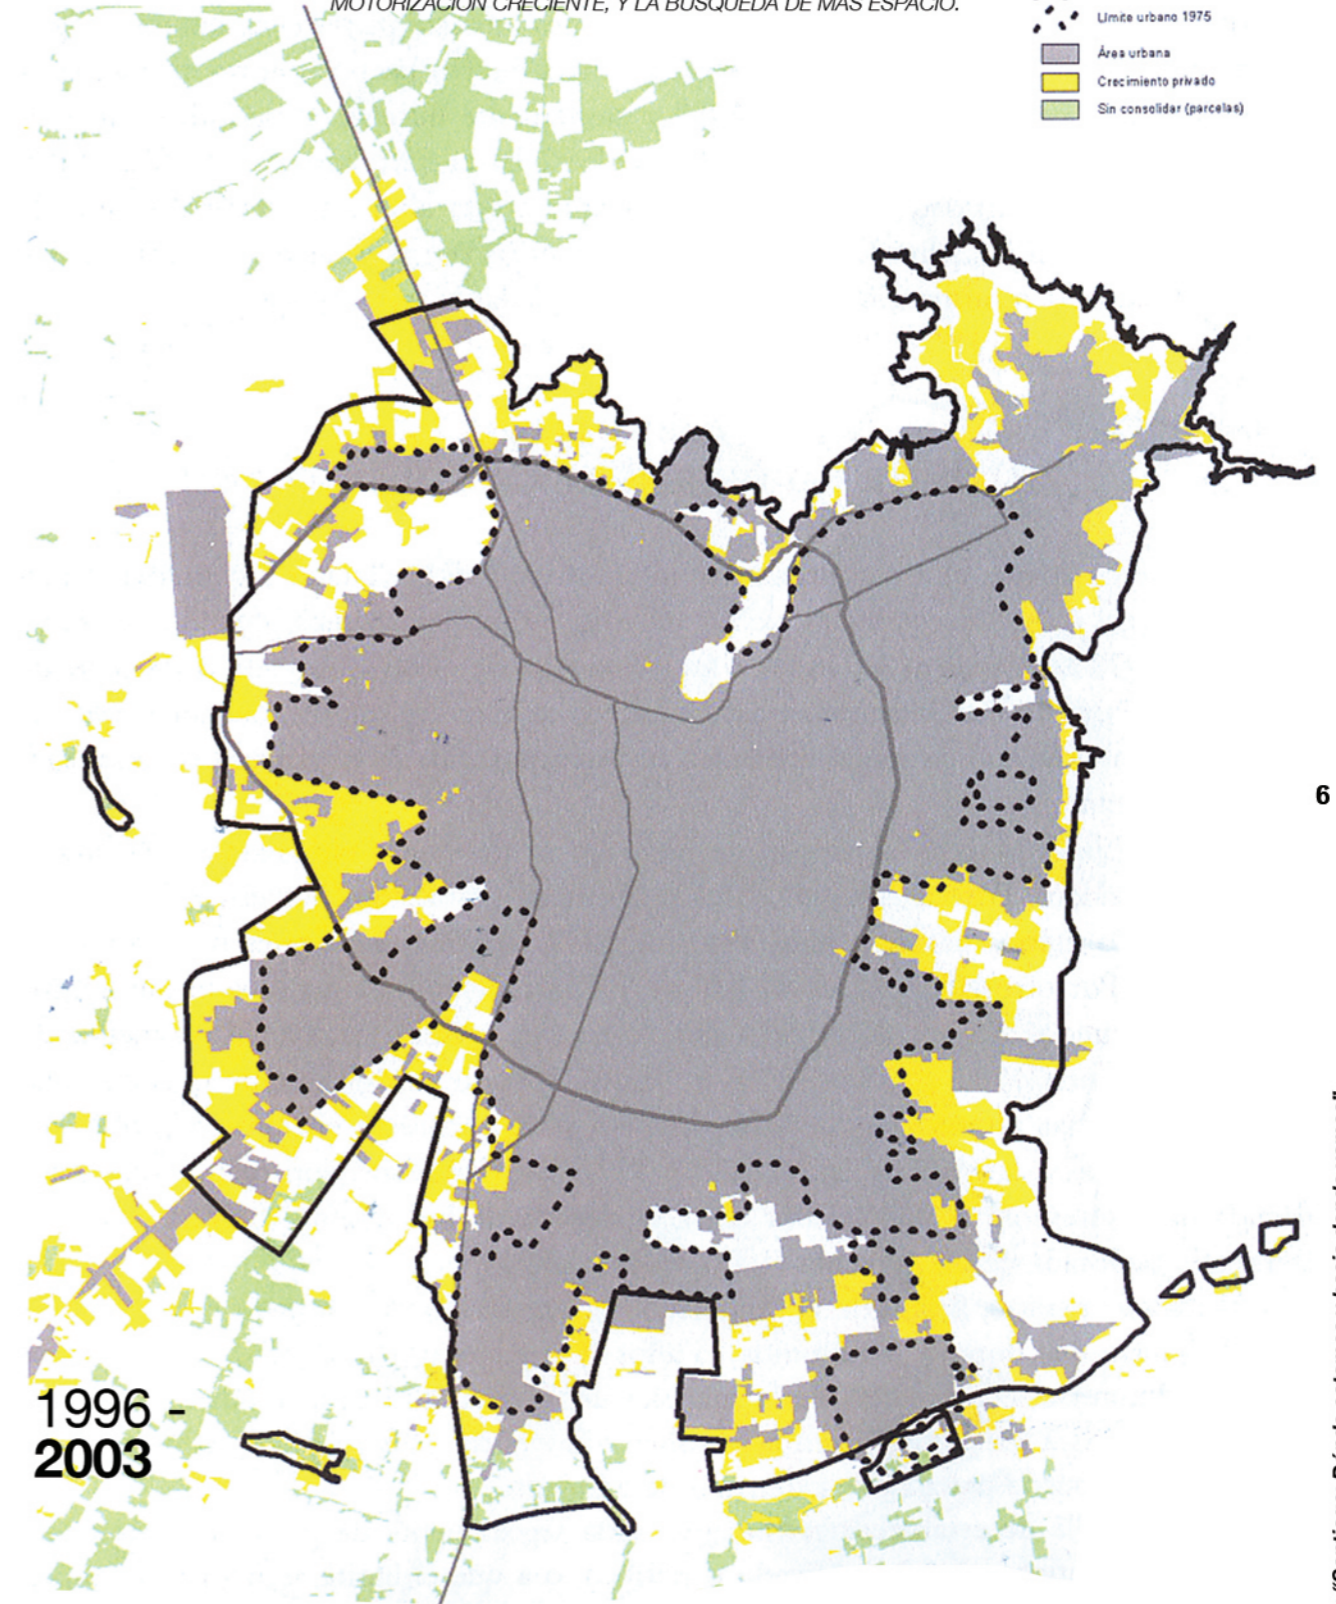 MOTORIZACIÓN CRECIENTE, Y LA BÚSQUEDA DE MÁS ESPACIO.
Límite urbano 1975
Área urbana
Crecimiento privado
Sin consolidar (parcelas)
6
1996 -
2003